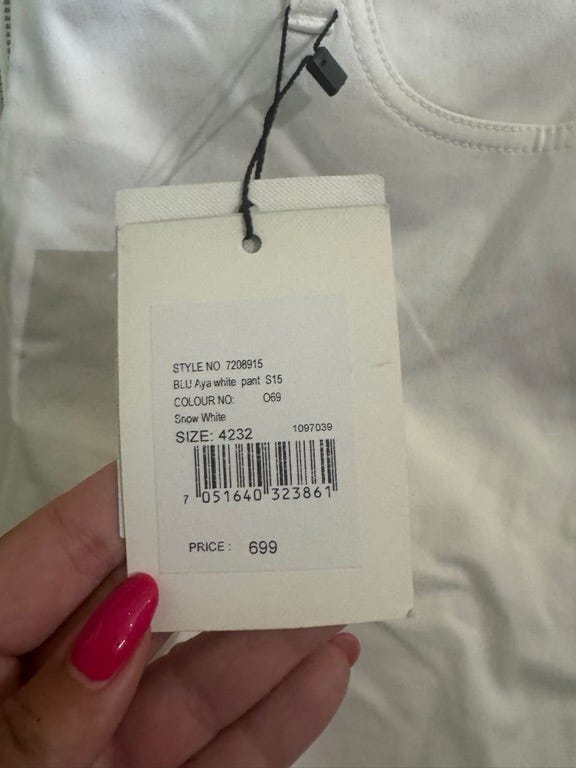 STYLE NO 7208915
BLU Aya white pant S15
COLOUR NO: O69
Snow White
SIZE: 4232 1097039
7 051640 323861
PRICE : 699